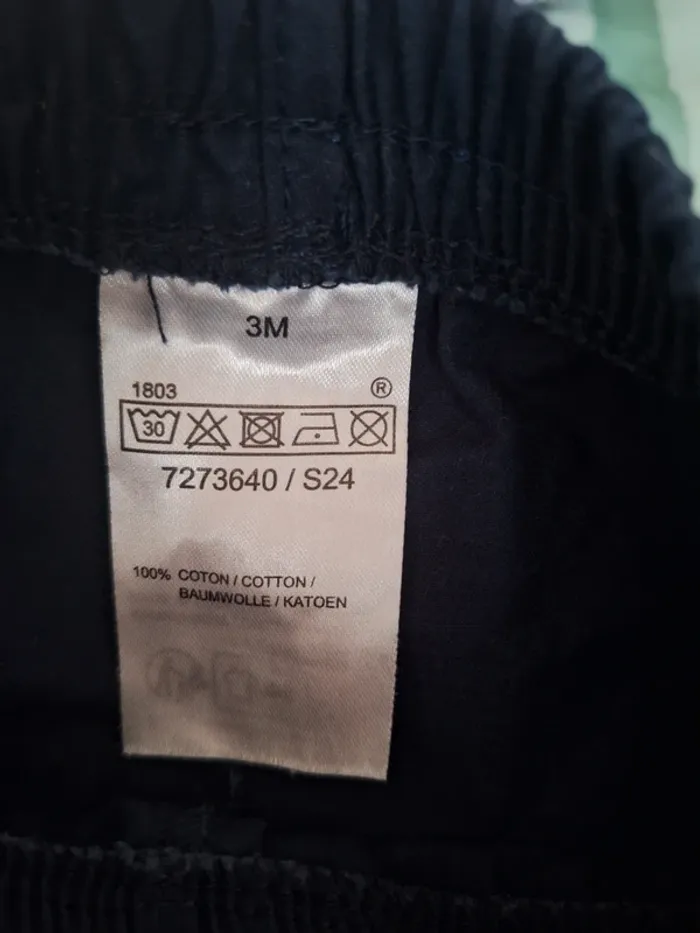 3M
1803 ®
30
7273640 / S24
100% COTON / COTTON /
BAUMWOLLE / KATOEN